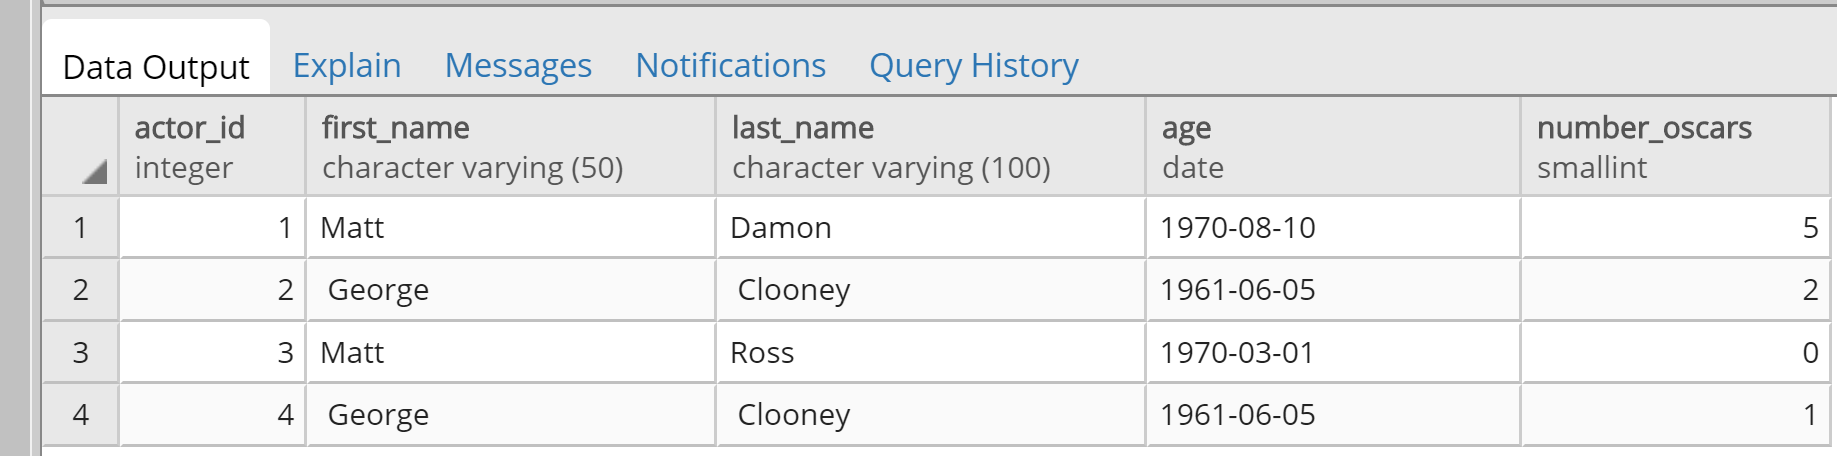 Data Output Explain Messages Notifications Query History
actor_id first_name last_name age number_oscars
integer character varying (50) character varying (100) date smallint
1 1 Matt Damon 1970-08-10 5
2 2 George Clooney 1961-06-05 2
3 3 Matt Ross 1970-03-01 0
4 4 George Clooney 1961-06-05 1